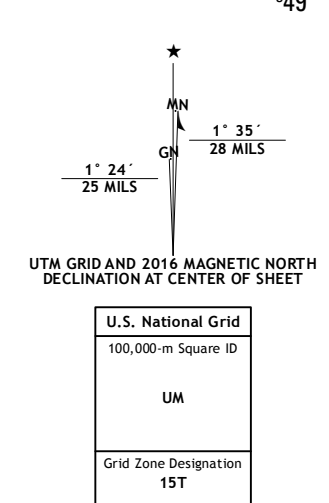 ⁶49
★
MN
1° 35´
GN
28 MILS
1° 24´
25 MILS
UTM GRID AND 2016 MAGNETIC NORTH
DECLINATION AT CENTER OF SHEET
U.S. National Grid
100,000-m Square ID
UM
Grid Zone Designation
15T